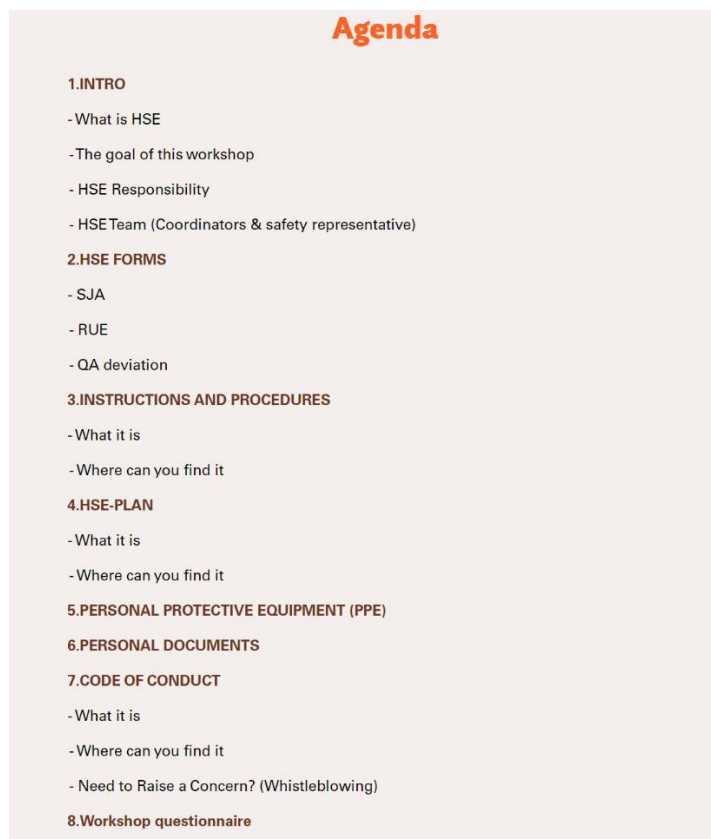 Agenda
1.INTRO
- What is HSE
- The goal of this workshop
- HSE Responsibility
- HSE Team (Coordinators & safety representative)
2.HSE FORMS
- SJA
- RUE
- QA deviation
3.INSTRUCTIONS AND PROCEDURES
- What it is
- Where can you find it
4.HSE-PLAN
- What it is
- Where can you find it
5.PERSONAL PROTECTIVE EQUIPMENT (PPE)
6.PERSONAL DOCUMENTS
7.CODE OF CONDUCT
- What it is
- Where can you find it
- Need to Raise a Concern? (Whistleblowing)
8.Workshop questionnaire